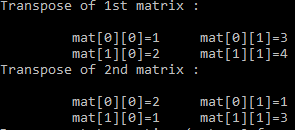 Transpose of 1st matrix :
mat[0][0]=1 mat[0][1]=3
mat[1][0]=2 mat[1][1]=4
Transpose of 2nd matrix :
mat[0][0]=2 mat[0][1]=1
mat[1][0]=1 mat[1][1]=3